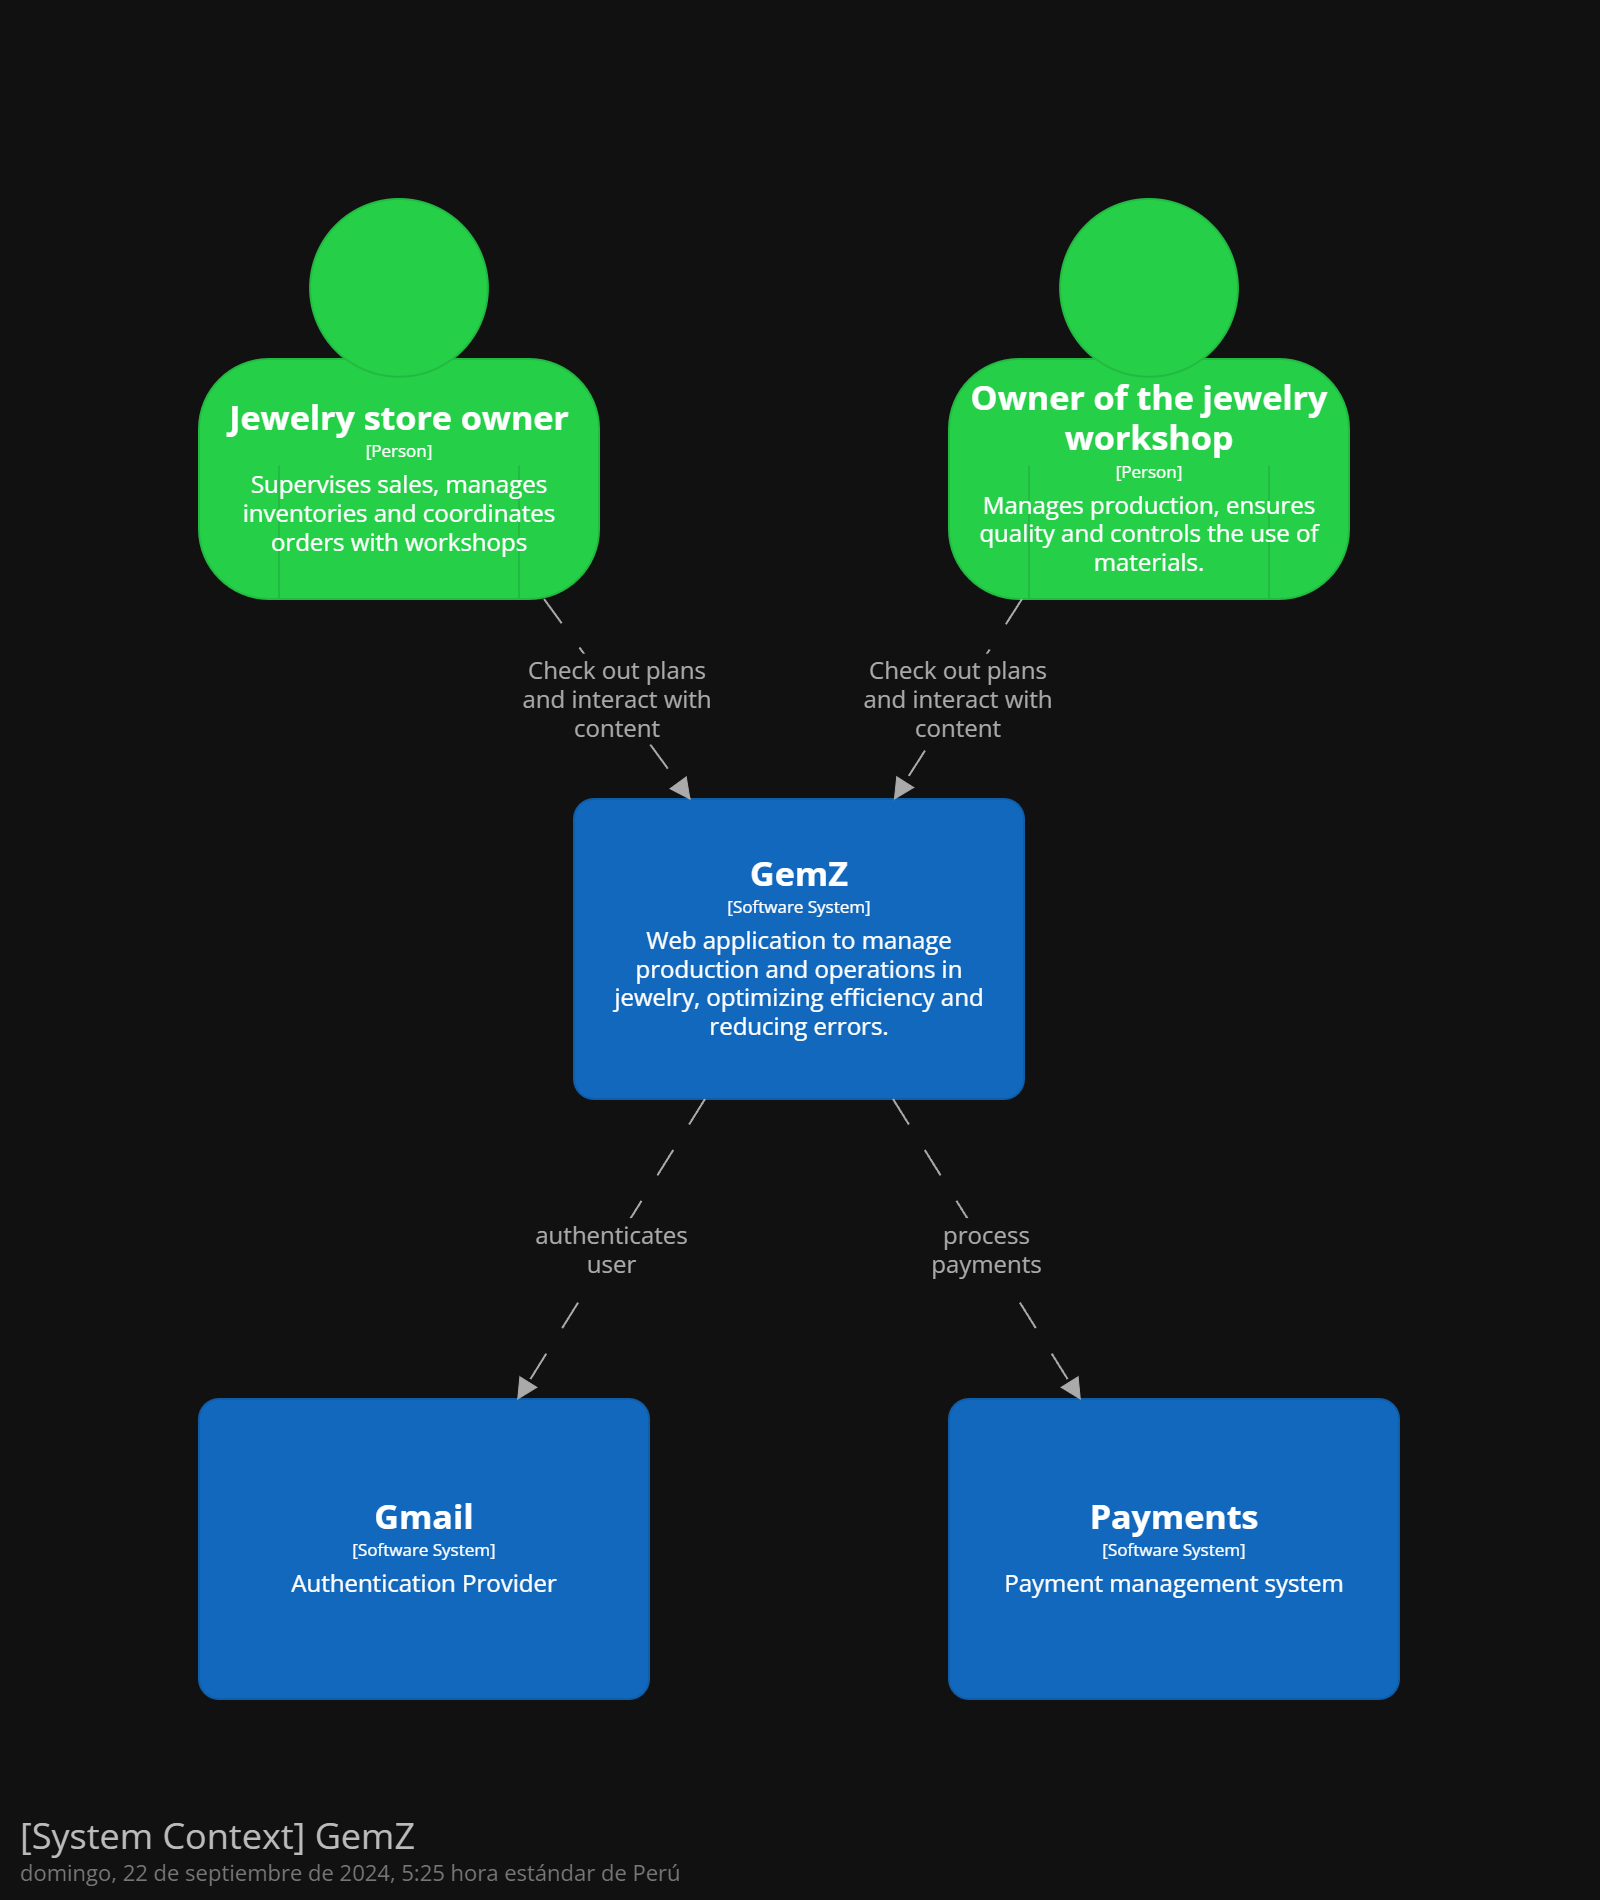 Jewelry store owner
[Person]
Supervises sales, manages
inventories and coordinates
orders with workshops
Owner of the jewelry
workshop
[Person]
Manages production, ensures
quality and controls the use of
materials.
Check out plans
and interact with
content
Check out plans
and interact with
content
GemZ
[Software System]
Web application to manage
production and operations in
jewelry, optimizing efficiency and
reducing errors.
authenticates
user
process
payments
Gmail
[Software System]
Authentication Provider
Payments
[Software System]
Payment management system
[System Context] GemZ
domingo, 22 de septiembre de 2024, 5:25 hora estándar de Perú